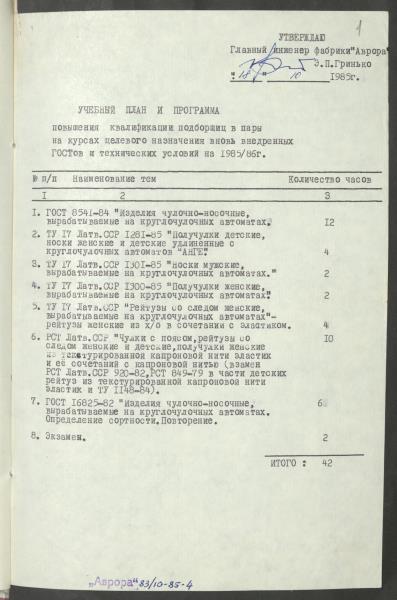 1
УТВЕРЖДАЮ
Главный инженер фабрики"Аврора"
Э.П.Гринько
"18" 10 1985г.
УЧЕБНЫЙ ПЛАН И ПРОГРАММА
повышения квалификации подборщиц в пары
на курсах целевого назначения вновь внедренных
ГОСТов и технических условий на 1985/86г.
№ п/п Наименование тем Количество часов
I 2 3
I. ГОСТ 8541-84 "Изделия чулочно-носочные,
вырабатываемые на круглочулочных автоматах. I2
2. ТУ I7 Латв.ССР I28I-85 "Получулки детские,
носки женские и детские удлиненные с
круглочулочных автоматов "АНГЕ" 4
3. ТУ I7 Латв.ССР I30I-85 "Носки мужские,
вырабатываемые на круглочулочных автоматах." 2
4. ТУ I7 Латв.ССР I300-85 "Получулки женские,
вырабатываемые на круглочулочных автоматах". 2
5. ТУ I7 Латв.ССР "Рейтузы со следом женские,
вырабатываемые на круглочулочных автоматах"-
рейтузы женские из х/о в сочетании с эластиком. 4
6. РСТ Латв.ССР "Чулки с поясом,рейтузы со I0
следом женские и детские,получулки женские
из текстурированной капроновой нити эластик
и её сочетаний с капроновой нитью (взамен
РСТ Латв.ССР 920-82,РСТ 849-79 в части детских
рейтуз из текстурированной капроновой нити
эластик и ТУ II48-84).
7. ГОСТ I6825-82 "Изделия чулочно-носочные, 6
вырабатываемые на круглочулочных автоматах.
Определение сортности.Повторение.
8. Экзамен. 2
ИТОГО : 42
„Аврора" 83/10-85-4